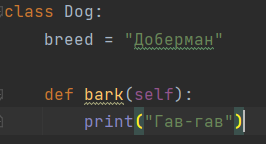 class Dog:
    breed = "Доберман"
    def bark(self):
        print("Гав-гав")